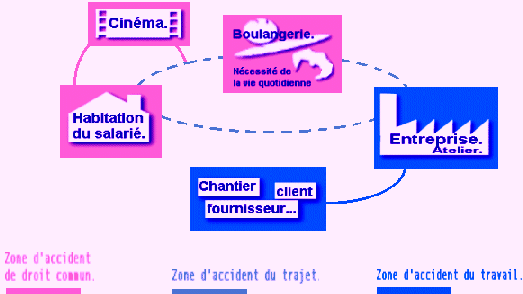 Cinéma.
Boulangerie.
Nécessité de
la vie quotidienne
Habitation
du salarié.
Entreprise.
Atelier.
Chantier
client
fournisseur...
Zone d'accident
de droit commun.
Zone d'accident du trajet.
Zone d'accident du travail.